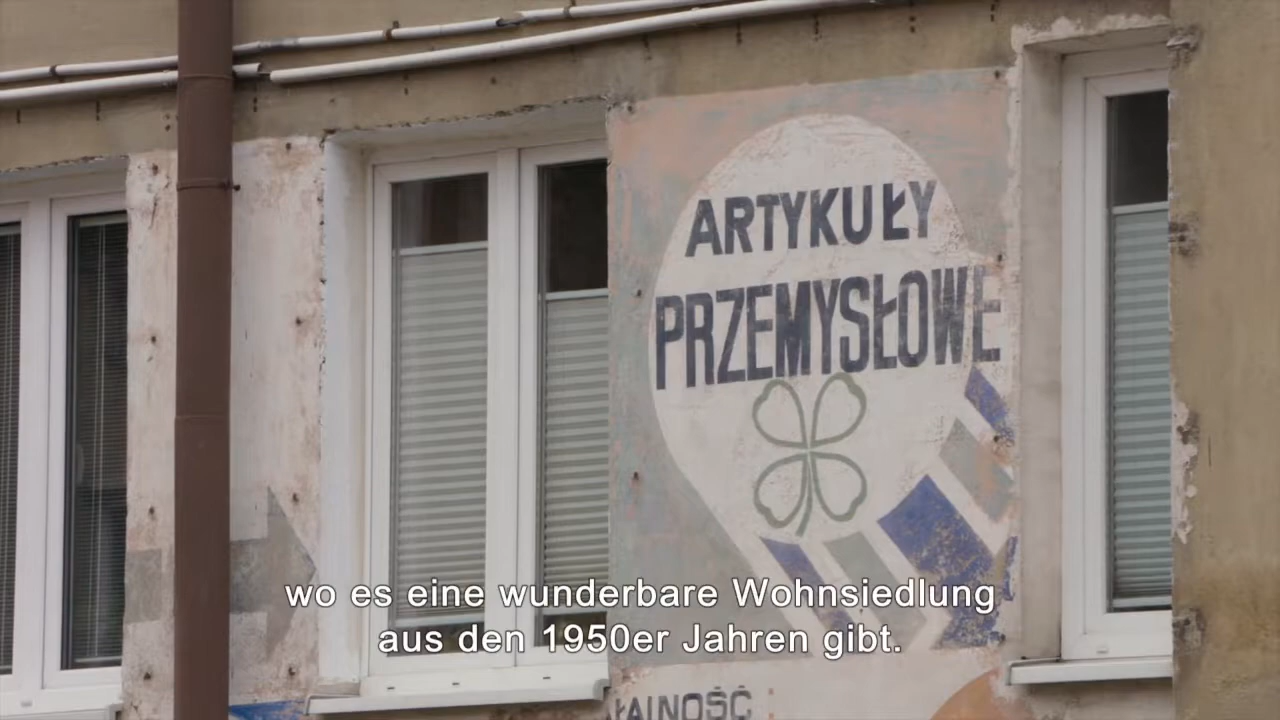 ARTYKUŁY
PRZEMYSŁOWE
wo es eine wunderbare Wohnsiedlung
aus den 1950er Jahren gibt.